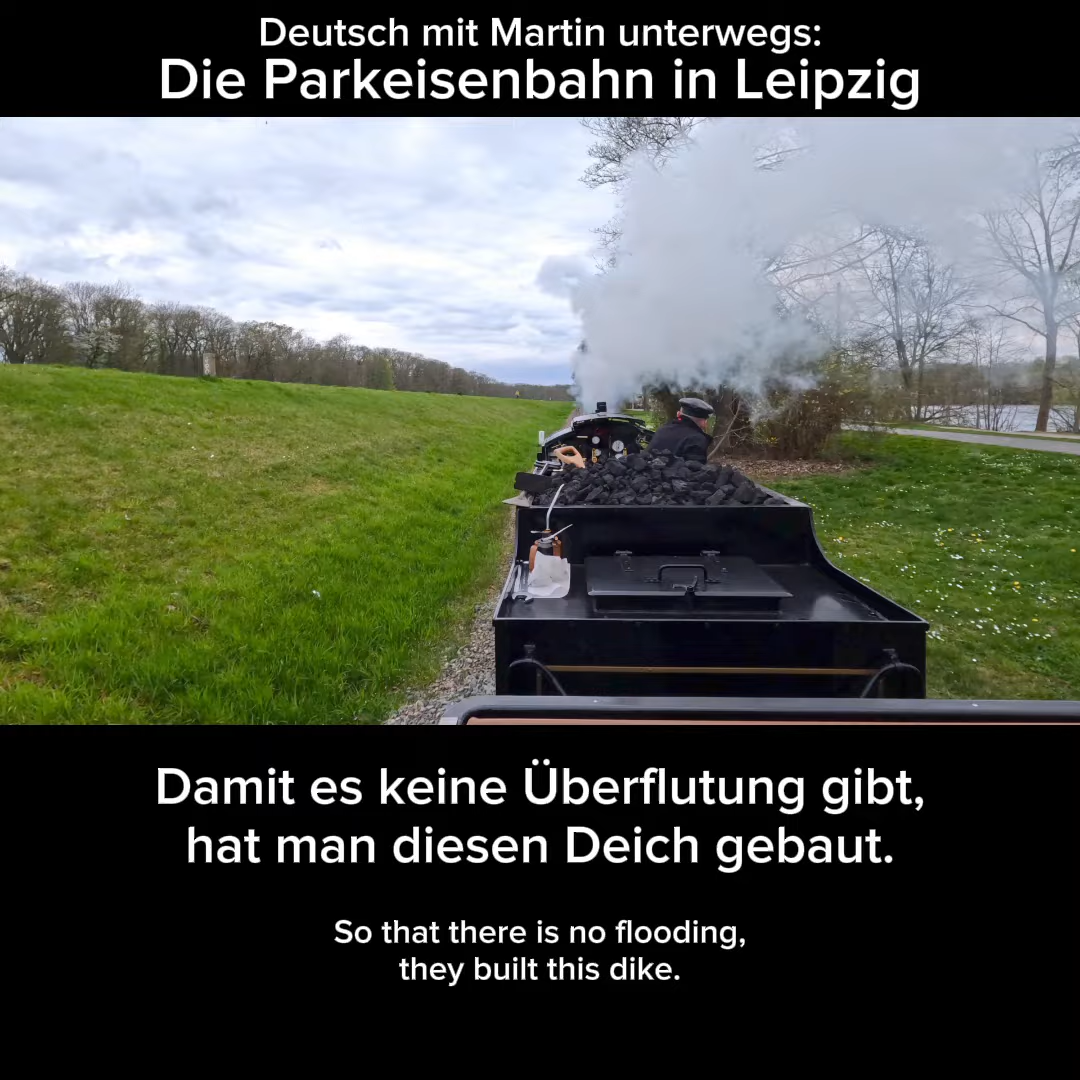 Deutsch mit Martin unterwegs:
Die Parkeisenbahn in Leipzig
Damit es keine Überflutung gibt,
hat man diesen Deich gebaut.
So that there is no flooding,
they built this dike.